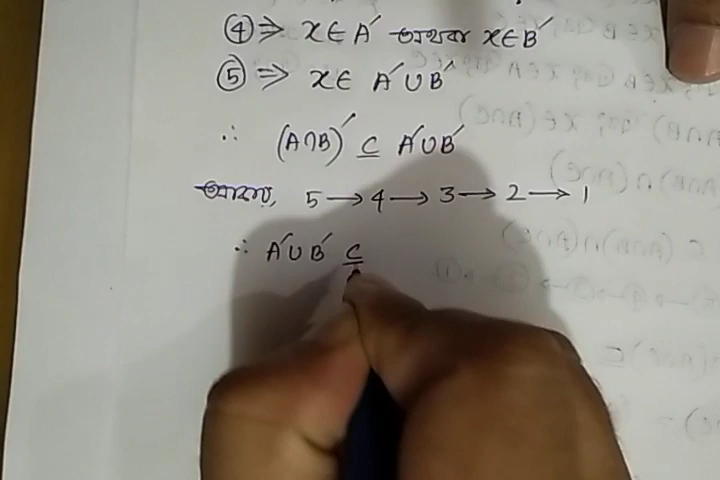 ④ ⇒ x∈A′ অথবা x∈B′
⑤ ⇒ x∈ A′∪B′
∴ (A∩B)′ ⊆ A′∪B′
আবার, 5 → 4 → 3 → 2 → 1
∴ A′∪B′ ⊆